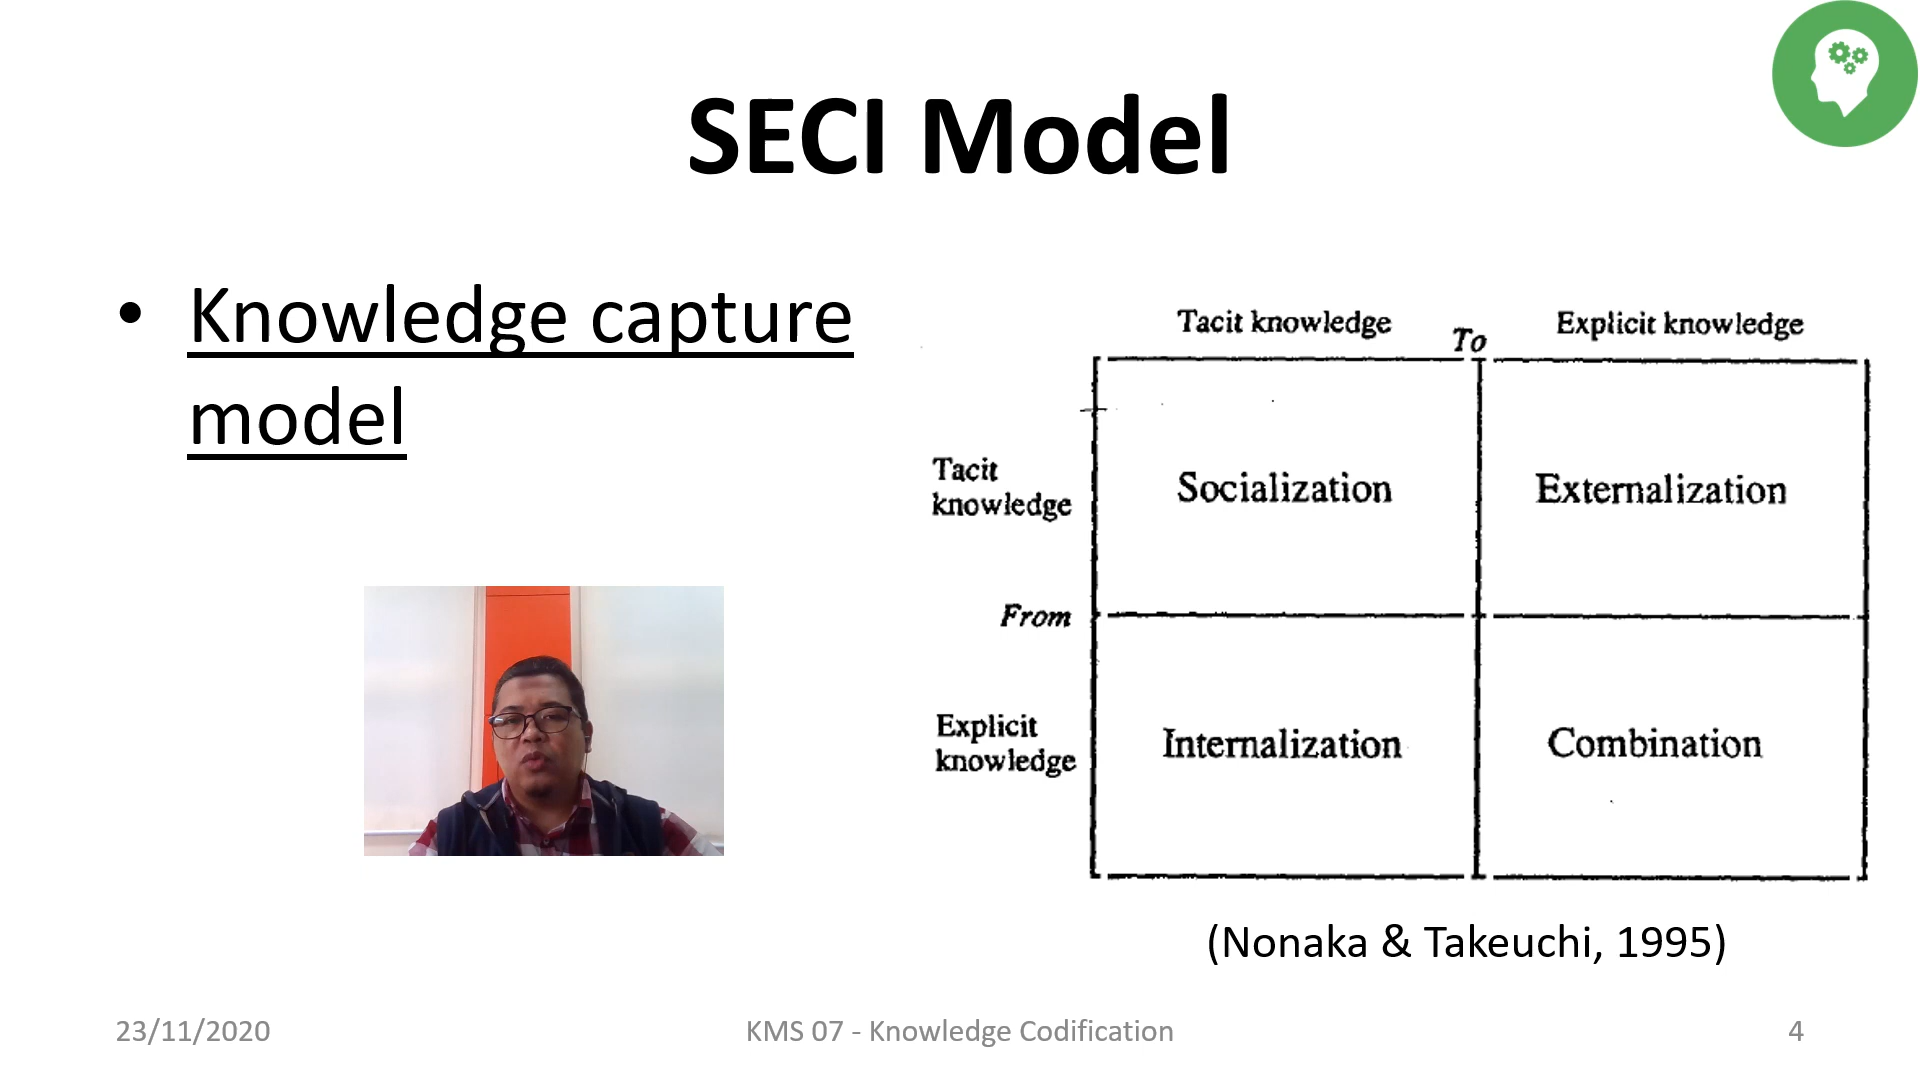 SECI Model
• Knowledge capture
model
Tacit knowledge
To
Explicit knowledge
Tacit
knowledge
Socialization
Externalization
From
Explicit
knowledge
Internalization
Combination
(Nonaka & Takeuchi, 1995)
23/11/2020
KMS 07 - Knowledge Codification
4